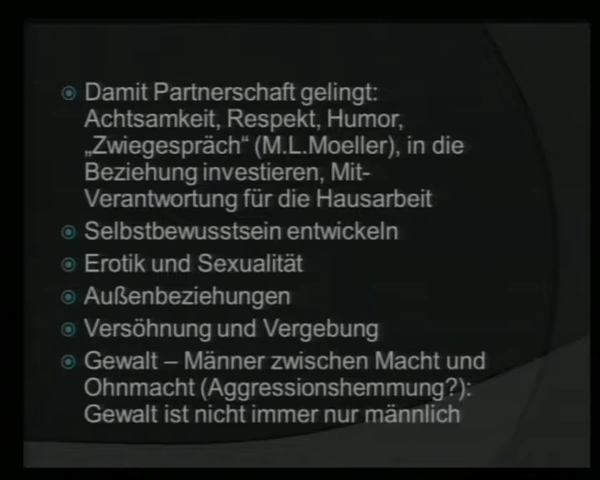 Damit Partnerschaft gelingt:
Achtsamkeit, Respekt, Humor,
„Zwiegespräch“ (M.L.Moeller), in die
Beziehung investieren, Mit-
Verantwortung für die Hausarbeit
Selbstbewusstsein entwickeln
Erotik und Sexualität
Außenbeziehungen
Versöhnung und Vergebung
Gewalt – Männer zwischen Macht und
Ohnmacht (Aggressionshemmung?):
Gewalt ist nicht immer nur männlich